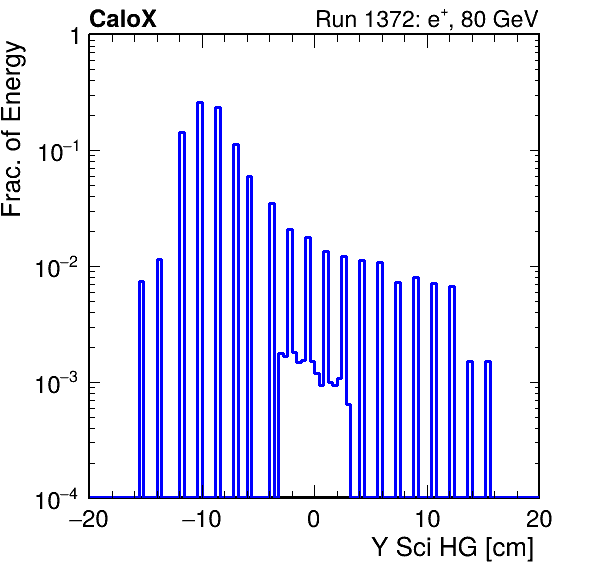 CaloX Run 1372: e⁺, 80 GeV
Frac. of Energy
1
10⁻¹
10⁻²
10⁻³
10⁻⁴
−20 −10 0 10 20
Y Sci HG [cm]